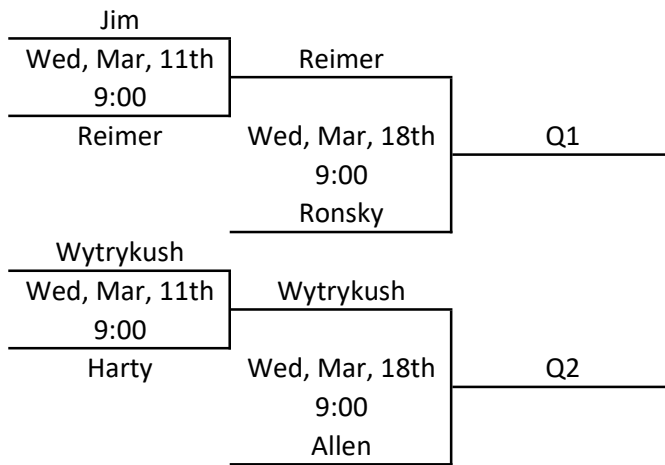 Jim
Wed, Mar, 11th
Reimer
9:00
Reimer
Wed, Mar, 18th
Q1
9:00
Ronsky
Wytrykush
Wed, Mar, 11th
Wytrykush
9:00
Harty
Wed, Mar, 18th
Q2
9:00
Allen